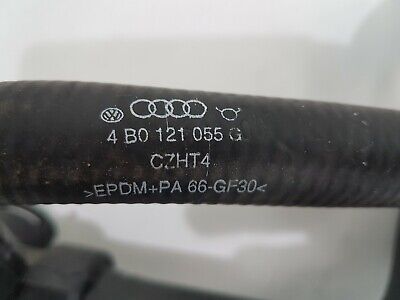 4 B0 121 055 G
CZHT4
>EPDM+PA 66-GF30<